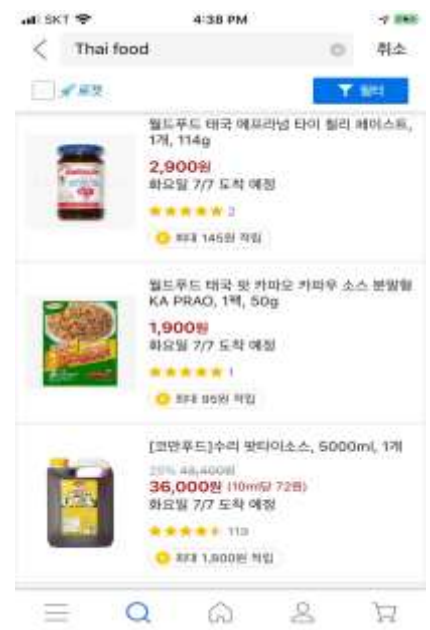 SKT 4:38 PM
Thai food 취소
로켓 필터
월드푸드 태국 메프라넘 타이 칠리 페이스트,
1개, 114g
2,900원
화요일 7/7 도착 예정
2
최대 145원 적립
월드푸드 태국 팟 카파오 카파우 소스 분말형
KA PRAO, 1팩, 50g
1,900원
화요일 7/7 도착 예정
1
최대 95원 적립
[코만푸드]수리 팟타이소스, 5000ml, 1개
48,400원
36,000원 (10ml당 72원)
화요일 7/7 도착 예정
119
최대 1,800원 적립